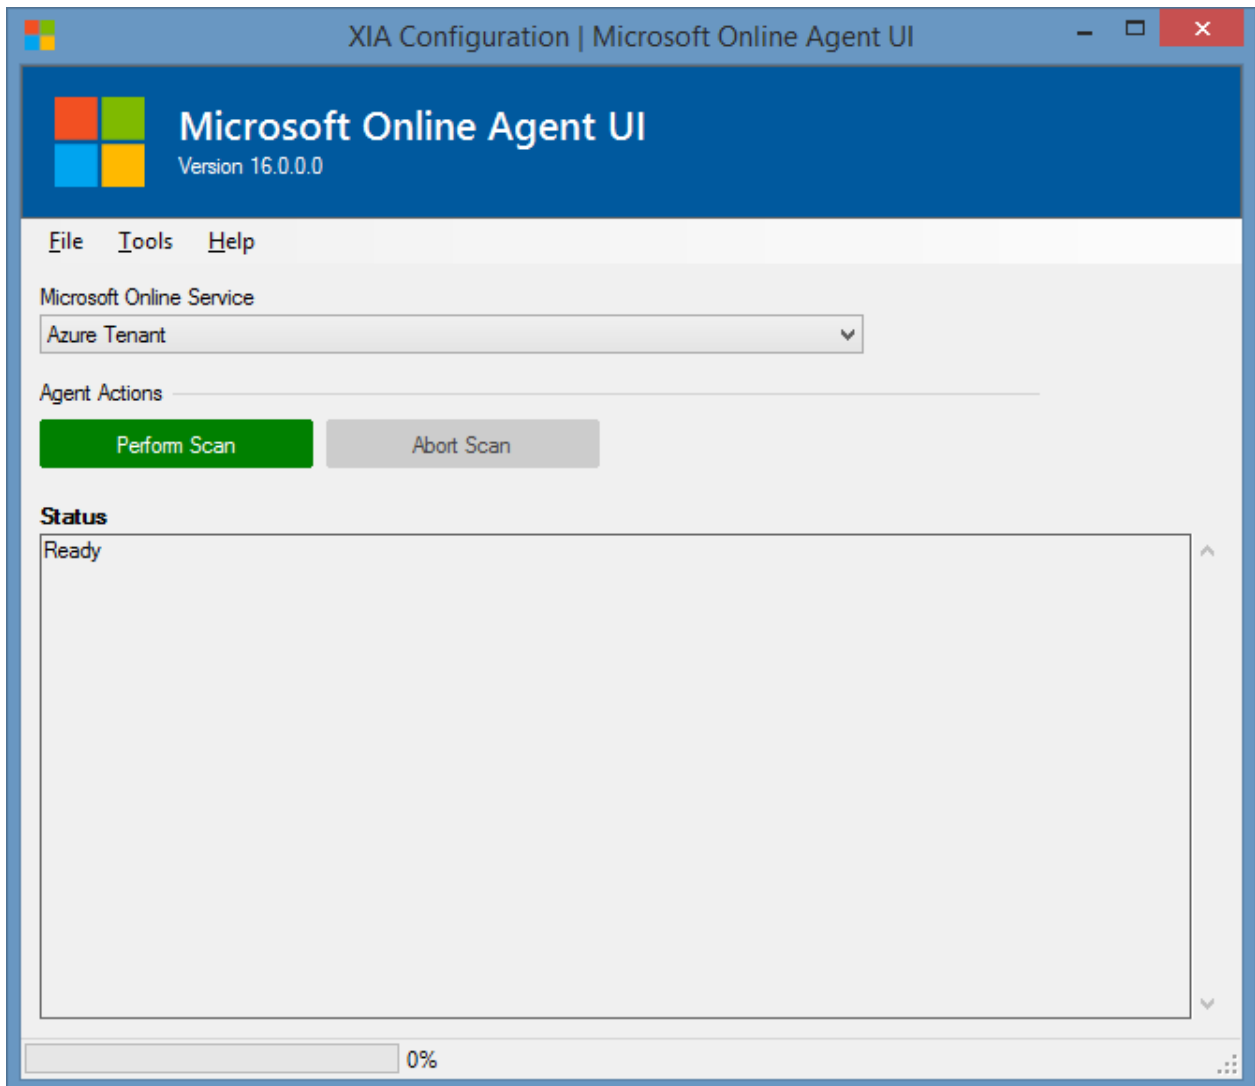 XIA Configuration | Microsoft Online Agent UI
Microsoft Online Agent UI
Version 16.0.0.0
File Tools Help
Microsoft Online Service
Azure Tenant
Agent Actions
Perform Scan Abort Scan
Status
Ready
0%